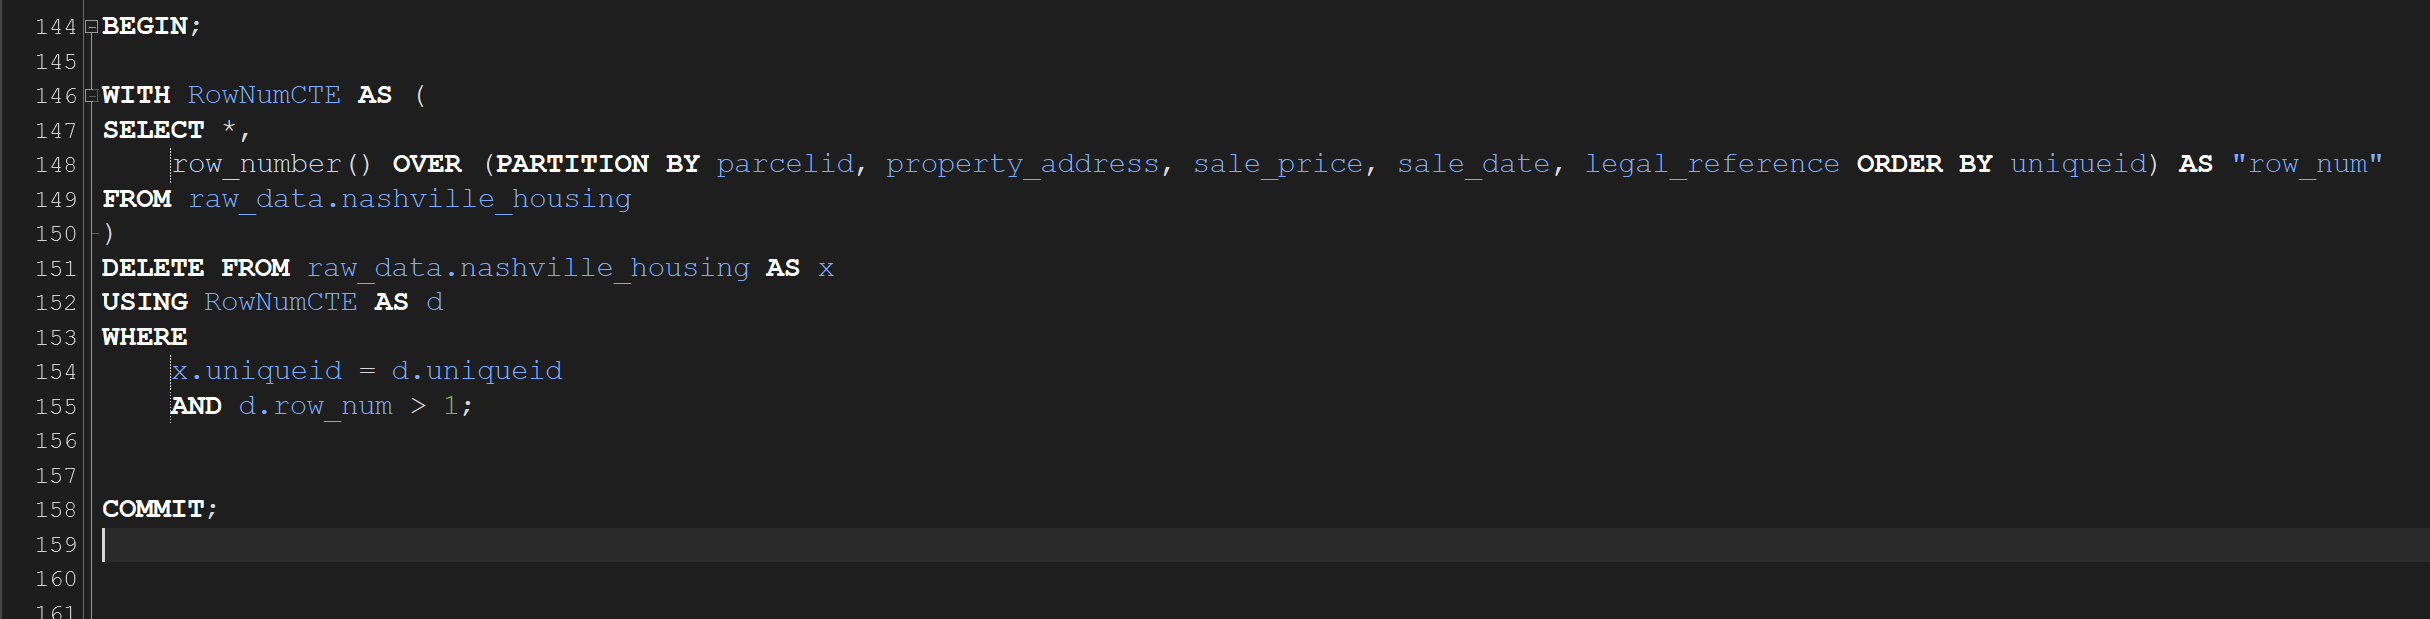 144 BEGIN;
145
146 WITH RowNumCTE AS (
147 SELECT *,
148 row_number() OVER (PARTITION BY parcelid, property_address, sale_price, sale_date, legal_reference ORDER BY uniqueid) AS "row_num"
149 FROM raw_data.nashville_housing
150 )
151 DELETE FROM raw_data.nashville_housing AS x
152 USING RowNumCTE AS d
153 WHERE
154 x.uniqueid = d.uniqueid
155 AND d.row_num > 1;
156
157
158 COMMIT;
159
160
161